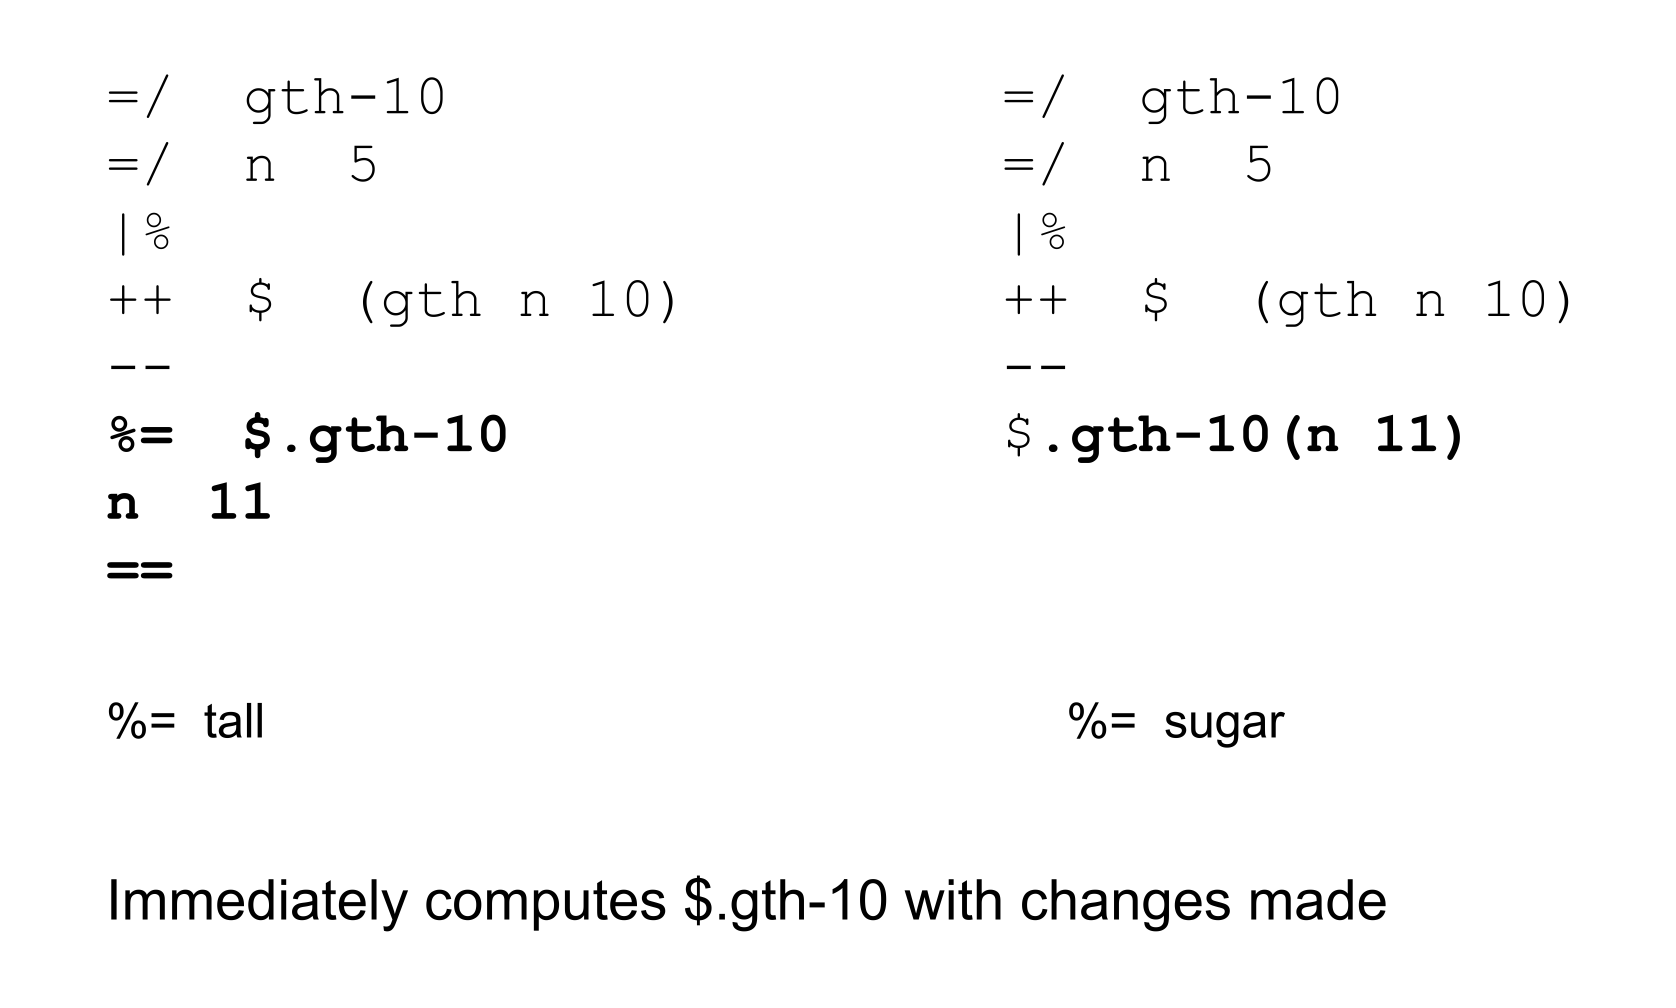 =/  gth-10
=/  n  5
|%
++  $  (gth n 10)
--
%=  $.gth-10
n  11
==
%=  tall
=/  gth-10
=/  n  5
|%
++  $  (gth n 10)
--
$.gth-10(n 11)
%=  sugar
Immediately computes $.gth-10 with changes made